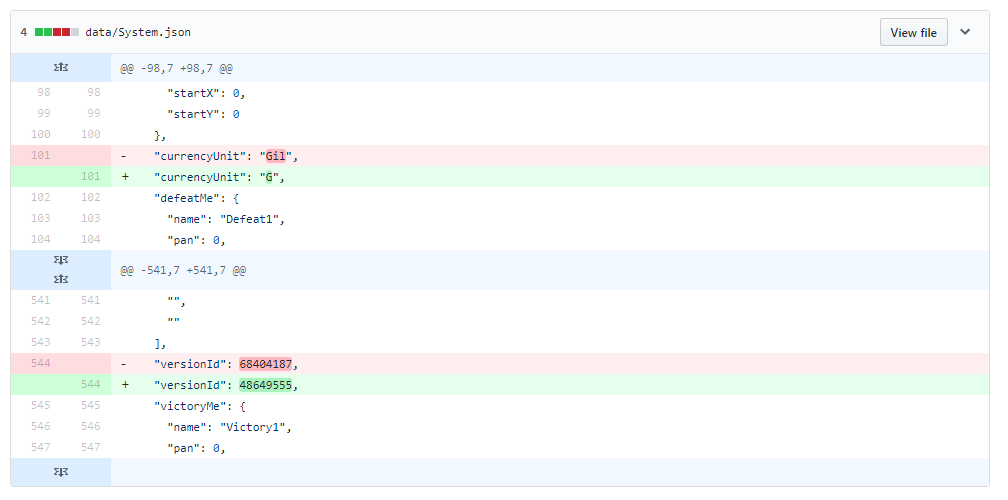 4 data/System.json View file
@@ -98,7 +98,7 @@
98 98 "startX": 0,
99 99 "startY": 0
100 100 },
101 - "currencyUnit": "Gil",
101 + "currencyUnit": "G",
102 102 "defeatMe": {
103 103 "name": "Defeat1",
104 104 "pan": 0,
@@ -541,7 +541,7 @@
541 541 "",
542 542 ""
543 543 ],
544 - "versionId": 68404187,
544 + "versionId": 48649555,
545 545 "victoryMe": {
546 546 "name": "Victory1",
547 547 "pan": 0,